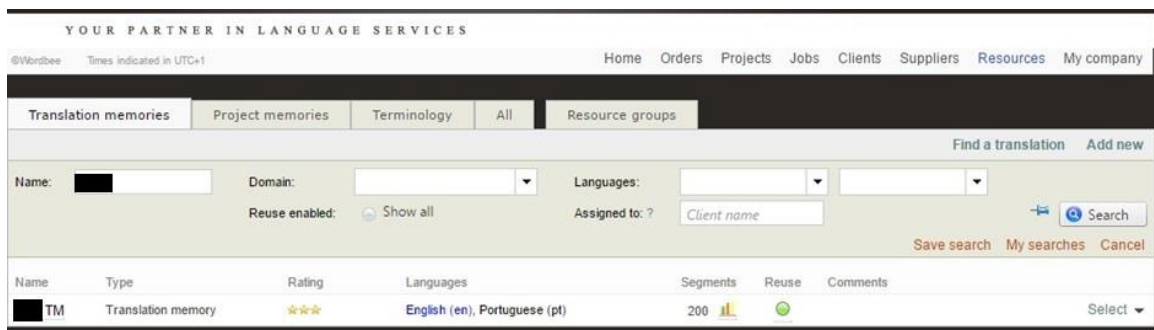 YOUR PARTNER IN LANGUAGE SERVICES
©Wordbee Times indicated in UTC+1 Home Orders Projects Jobs Clients Suppliers Resources My company
Translation memories Project memories Terminology All Resource groups
Find a translation Add new
Name: Domain: Languages:
Reuse enabled: Show all Assigned to: ? Client name Search
Save search My searches Cancel
Name Type Rating Languages Segments Reuse Comments
TM Translation memory English (en), Portuguese (pt) 200 Select